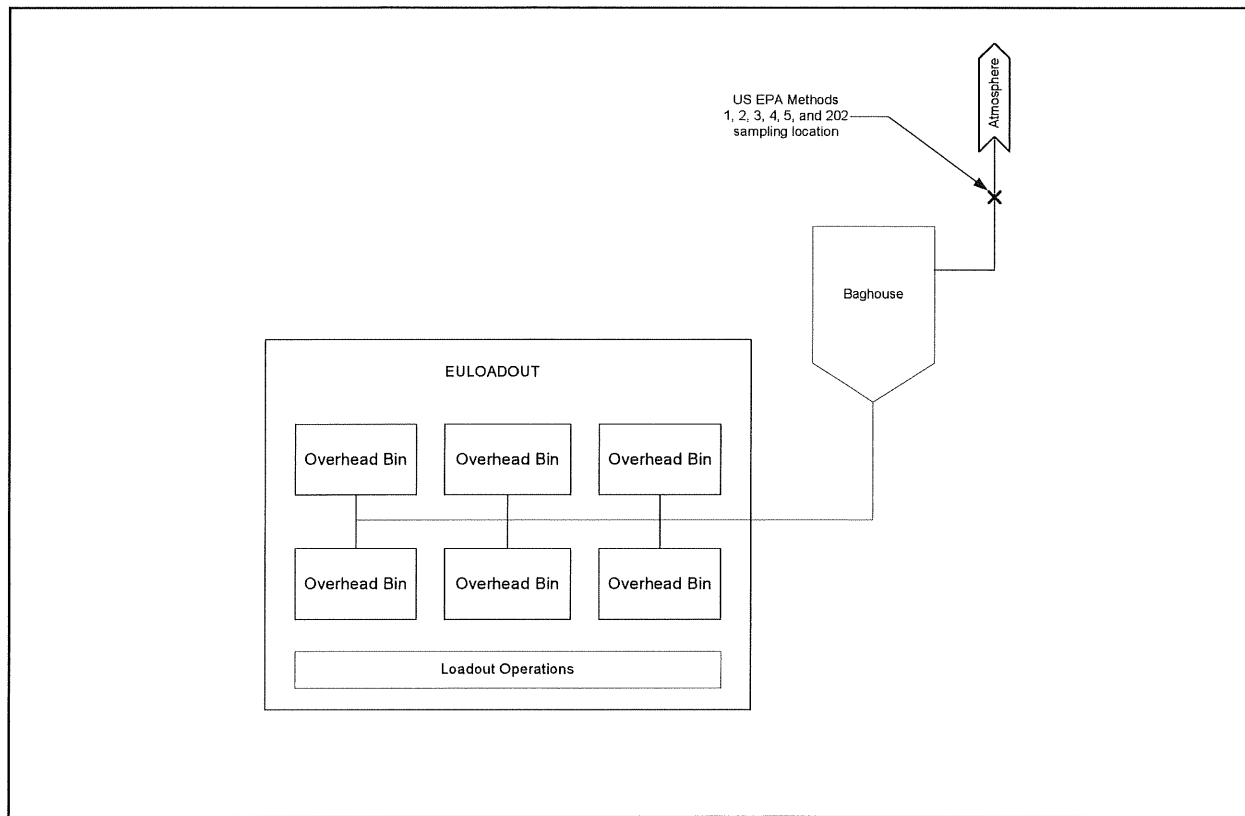 Atmosphere
US EPA Methods
1, 2, 3, 4, 5, and 202
sampling location
Baghouse
EULOADOUT
Overhead Bin
Overhead Bin
Overhead Bin
Overhead Bin
Overhead Bin
Overhead Bin
Loadout Operations